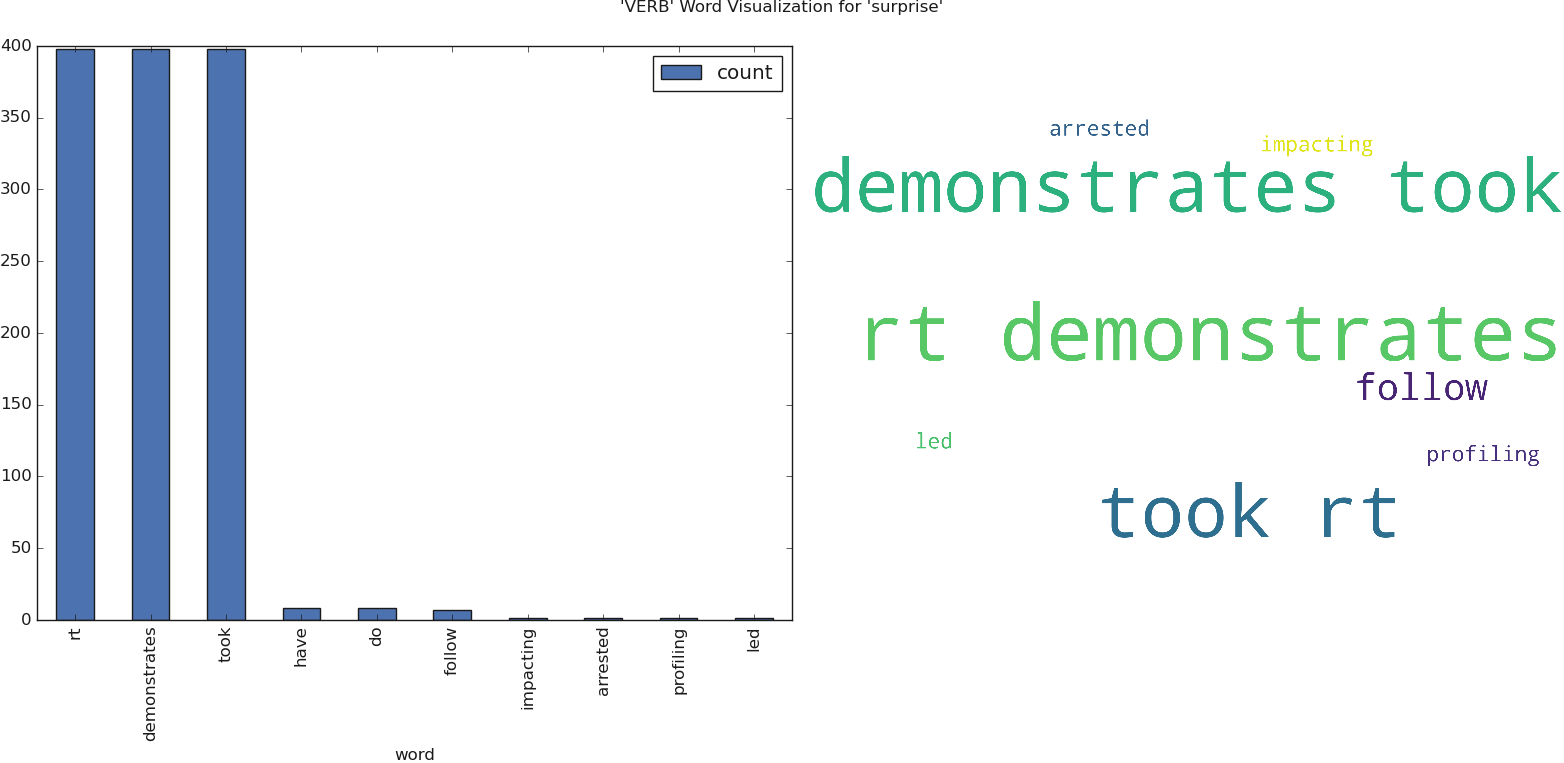 'VERB' Word Visualization for 'surprise'
400
350
300
250
200
150
100
50
0
count
rt
demonstrates
took
have
do
follow
impacting
arrested
profiling
led
word
arrested
impacting
demonstrates took
rt demonstrates
follow
led
profiling
took rt